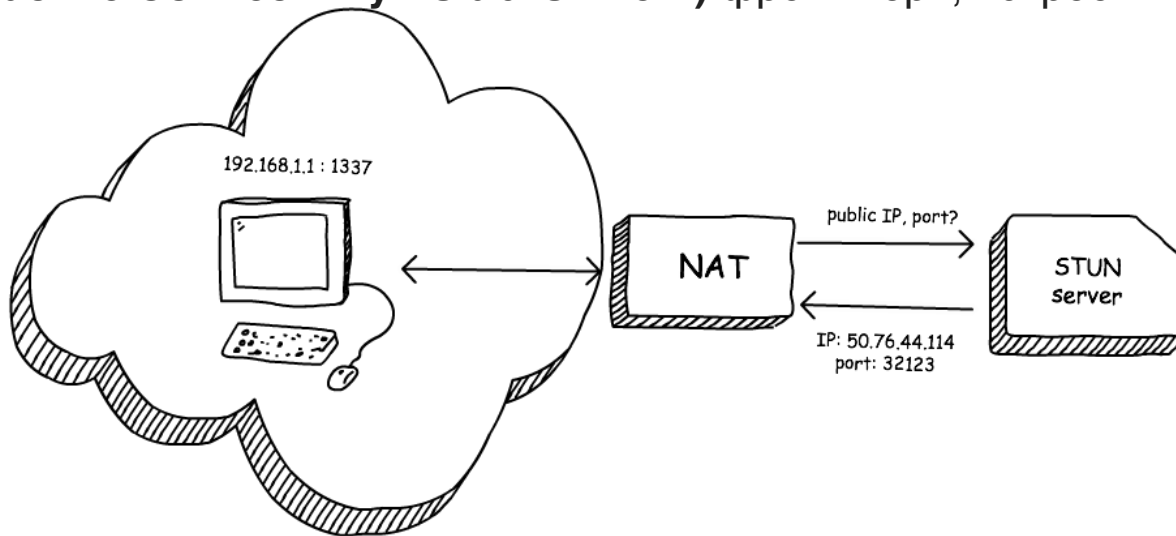 192.168.1.1 : 1337
public IP, port?
NAT
STUN
server
IP: 50.76.44.114
port: 32123